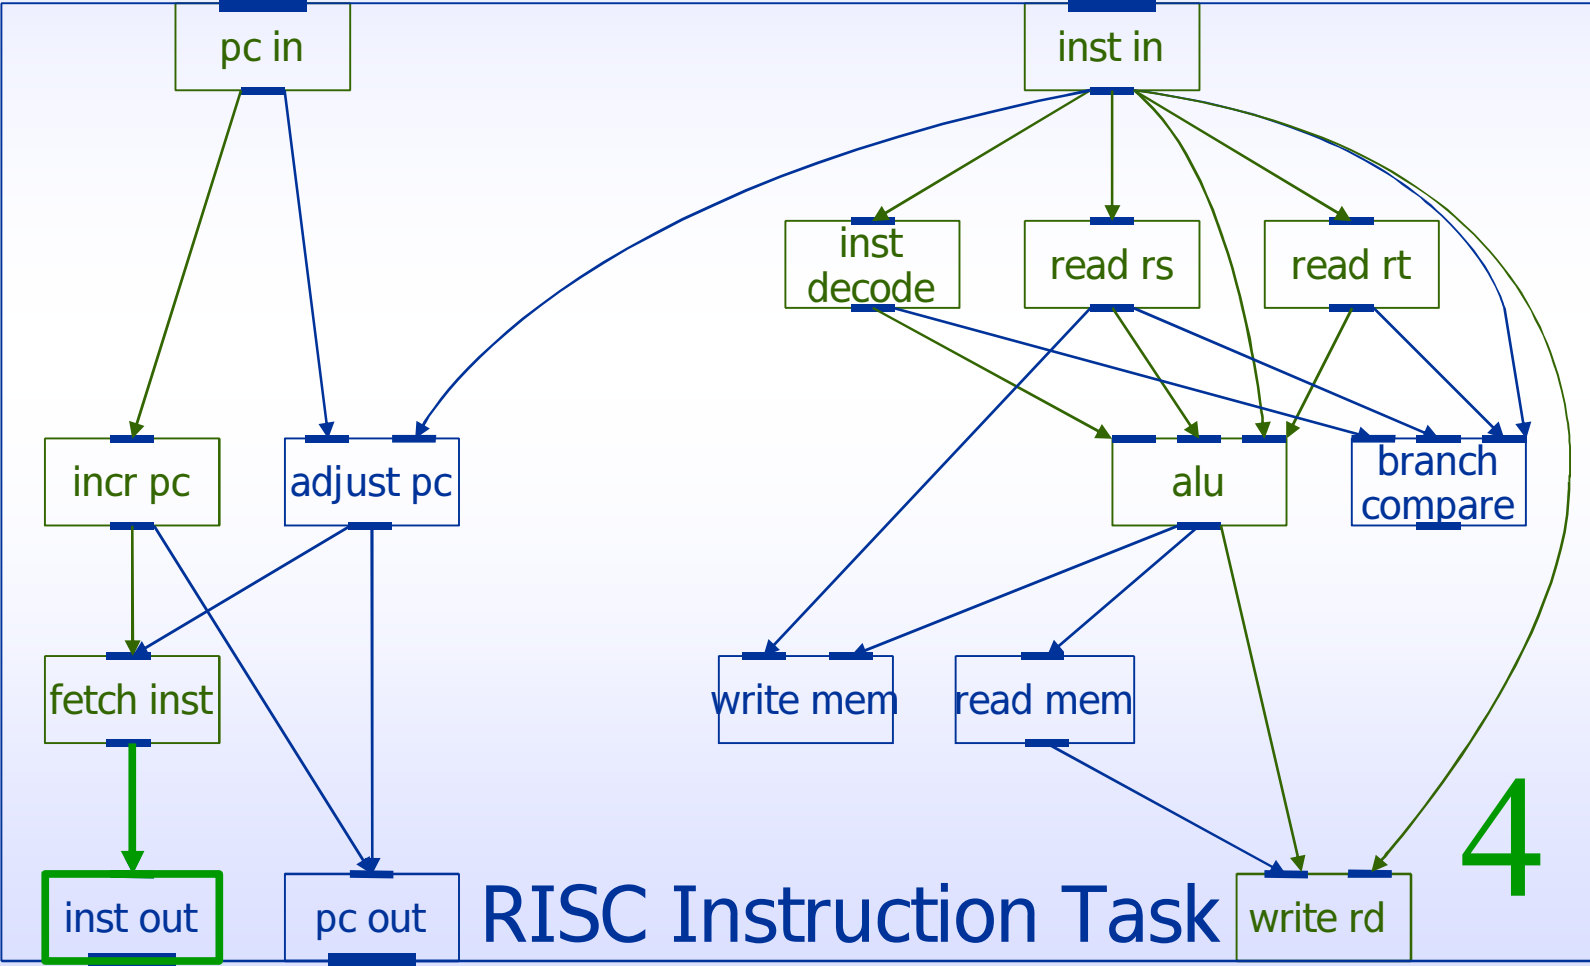 pc in
inst in
inst
decode
read rs
read rt
incr pc
adjust pc
alu
branch
compare
fetch inst
write mem
read mem
4
inst out
pc out
RISC Instruction Task
write rd